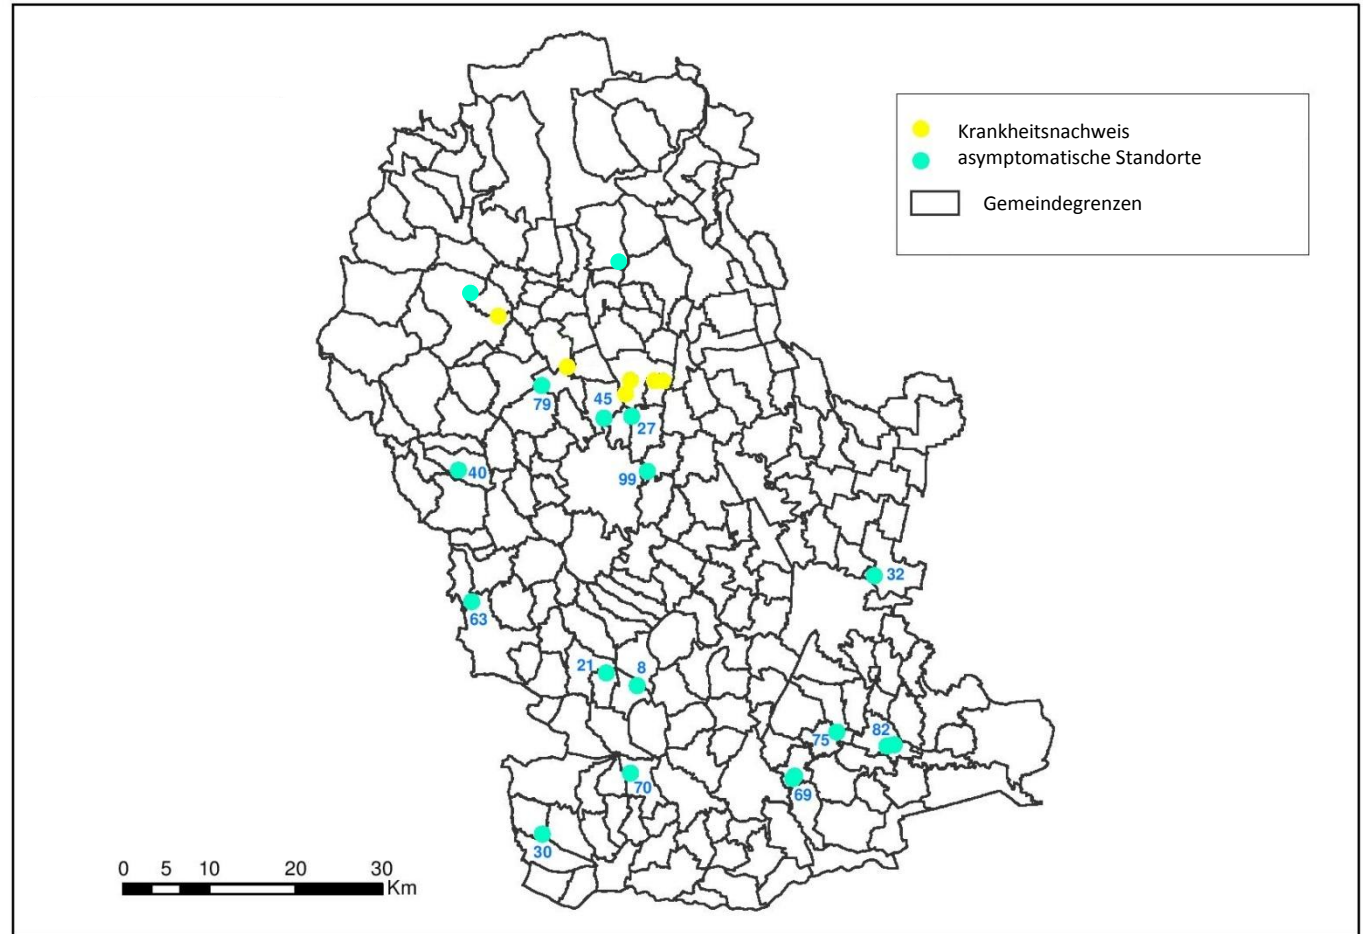 Krankheitsnachweis
asymptomatische Standorte
Gemeindegrenzen
79
45
27
40
99
32
63
21
8
75
82
70
69
30
0 5 10 20 30
Km